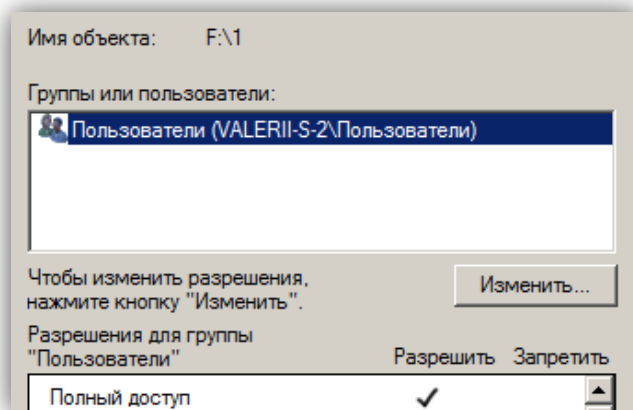 Имя объекта: F:\1
Группы или пользователи:
Пользователи (VALERII-S-2\Пользователи)
Чтобы изменить разрешения,
нажмите кнопку "Изменить".
Изменить...
Разрешения для группы
"Пользователи"
Разрешить Запретить
Полный доступ